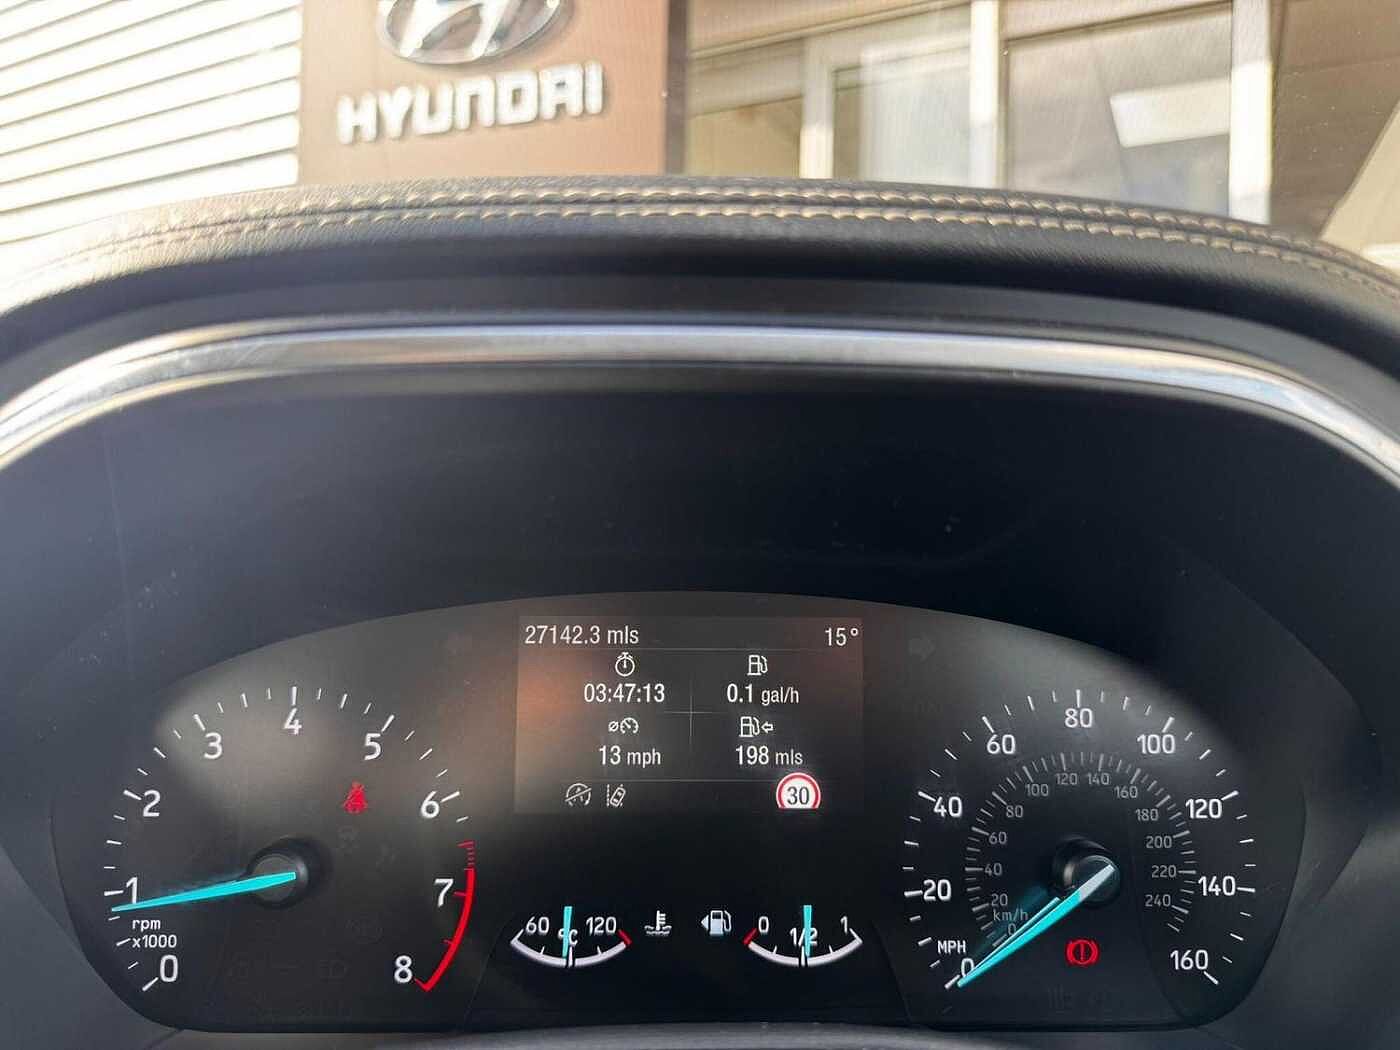 HYUNDAI
27142.3 mls 15°
03:47:13 0.1 gal/h
13 mph 198 mls
30
0 1 2 3 4 5 6 7 8
rpm
x1000
60 °C 120
0 1/2 1
0 20 40 60 80 100 120 140 160
MPH
0 20 40 60 80 100 120 140 160 180 200 220 240
km/h